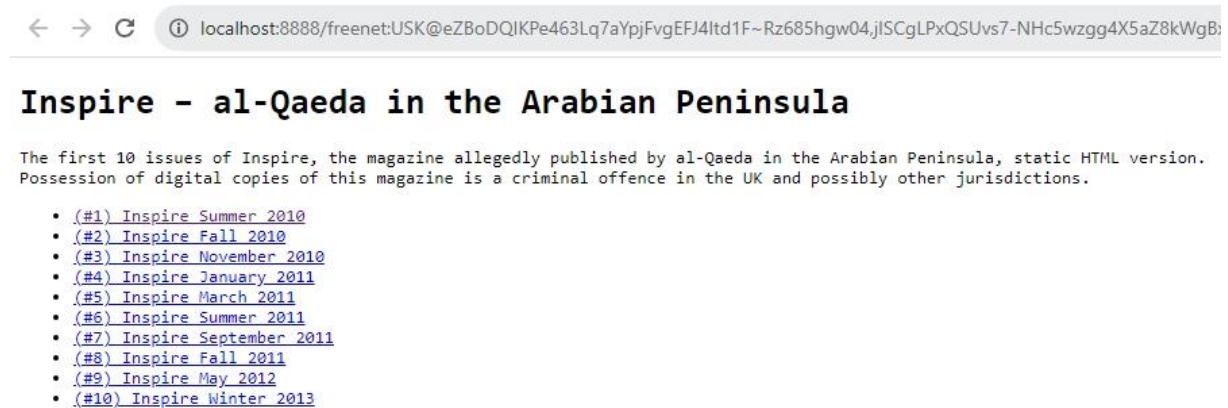 localhost:8888/freenet:USK@eZBoDQIKPe463Lq7aYpjFvgEFJ4Itd1F~Rz685hgw04,jISCgLPxQSUvs7-NHc5wzgg4X5aZ8kWgBx
Inspire – al-Qaeda in the Arabian Peninsula
The first 10 issues of Inspire, the magazine allegedly published by al-Qaeda in the Arabian Peninsula, static HTML version.
Possession of digital copies of this magazine is a criminal offence in the UK and possibly other jurisdictions.
• (#1) Inspire Summer 2010
• (#2) Inspire Fall 2010
• (#3) Inspire November 2010
• (#4) Inspire January 2011
• (#5) Inspire March 2011
• (#6) Inspire Summer 2011
• (#7) Inspire September 2011
• (#8) Inspire Fall 2011
• (#9) Inspire May 2012
• (#10) Inspire Winter 2013